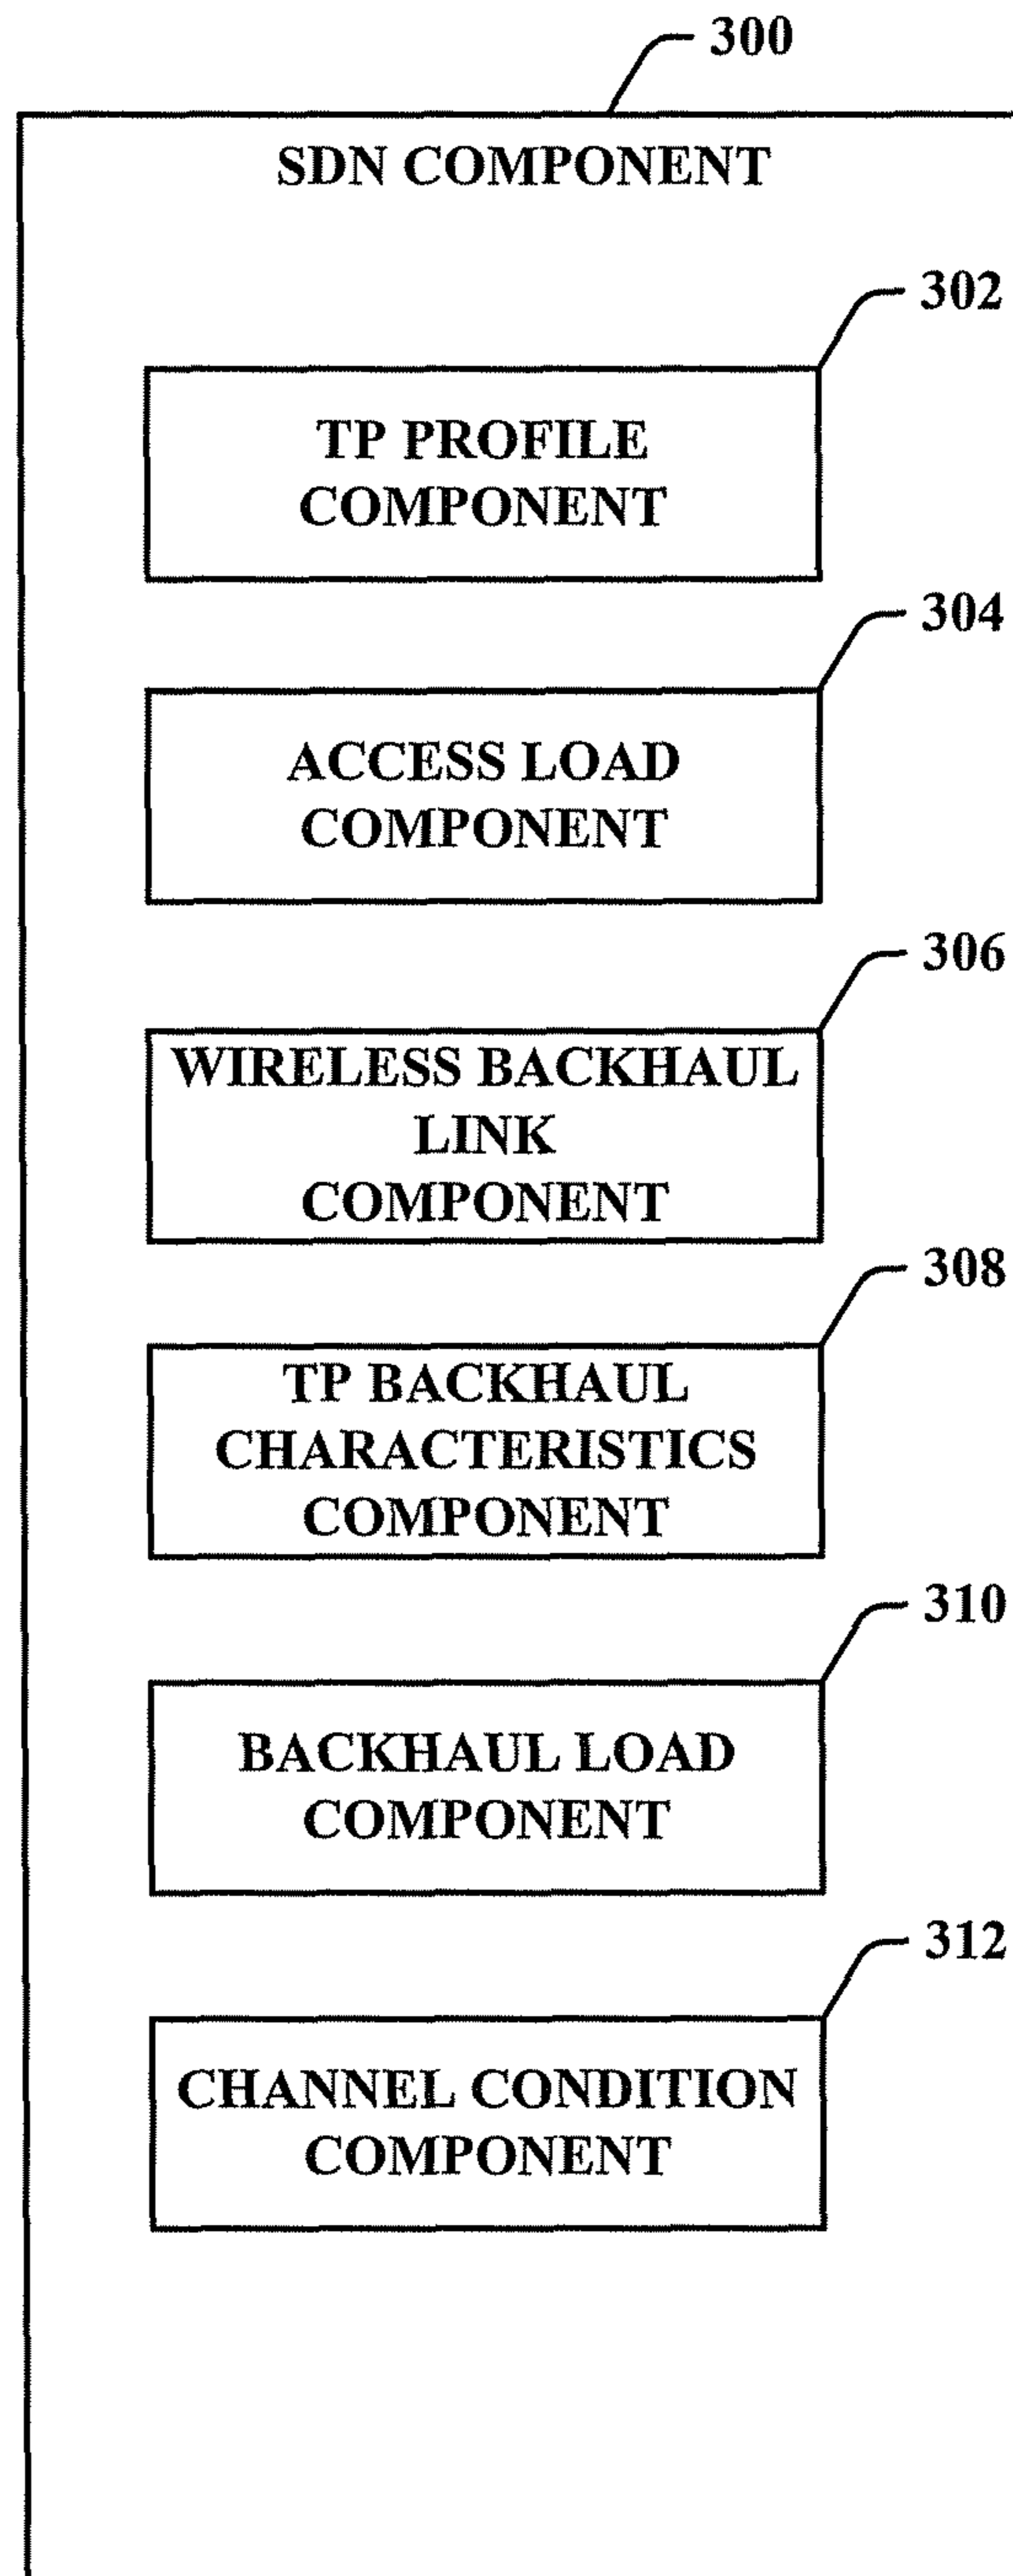 300
SDN COMPONENT
302
TP PROFILE
COMPONENT
304
ACCESS LOAD
COMPONENT
306
WIRELESS BACKHAUL
LINK
COMPONENT
308
TP BACKHAUL
CHARACTERISTICS
COMPONENT
310
BACKHAUL LOAD
COMPONENT
312
CHANNEL CONDITION
COMPONENT